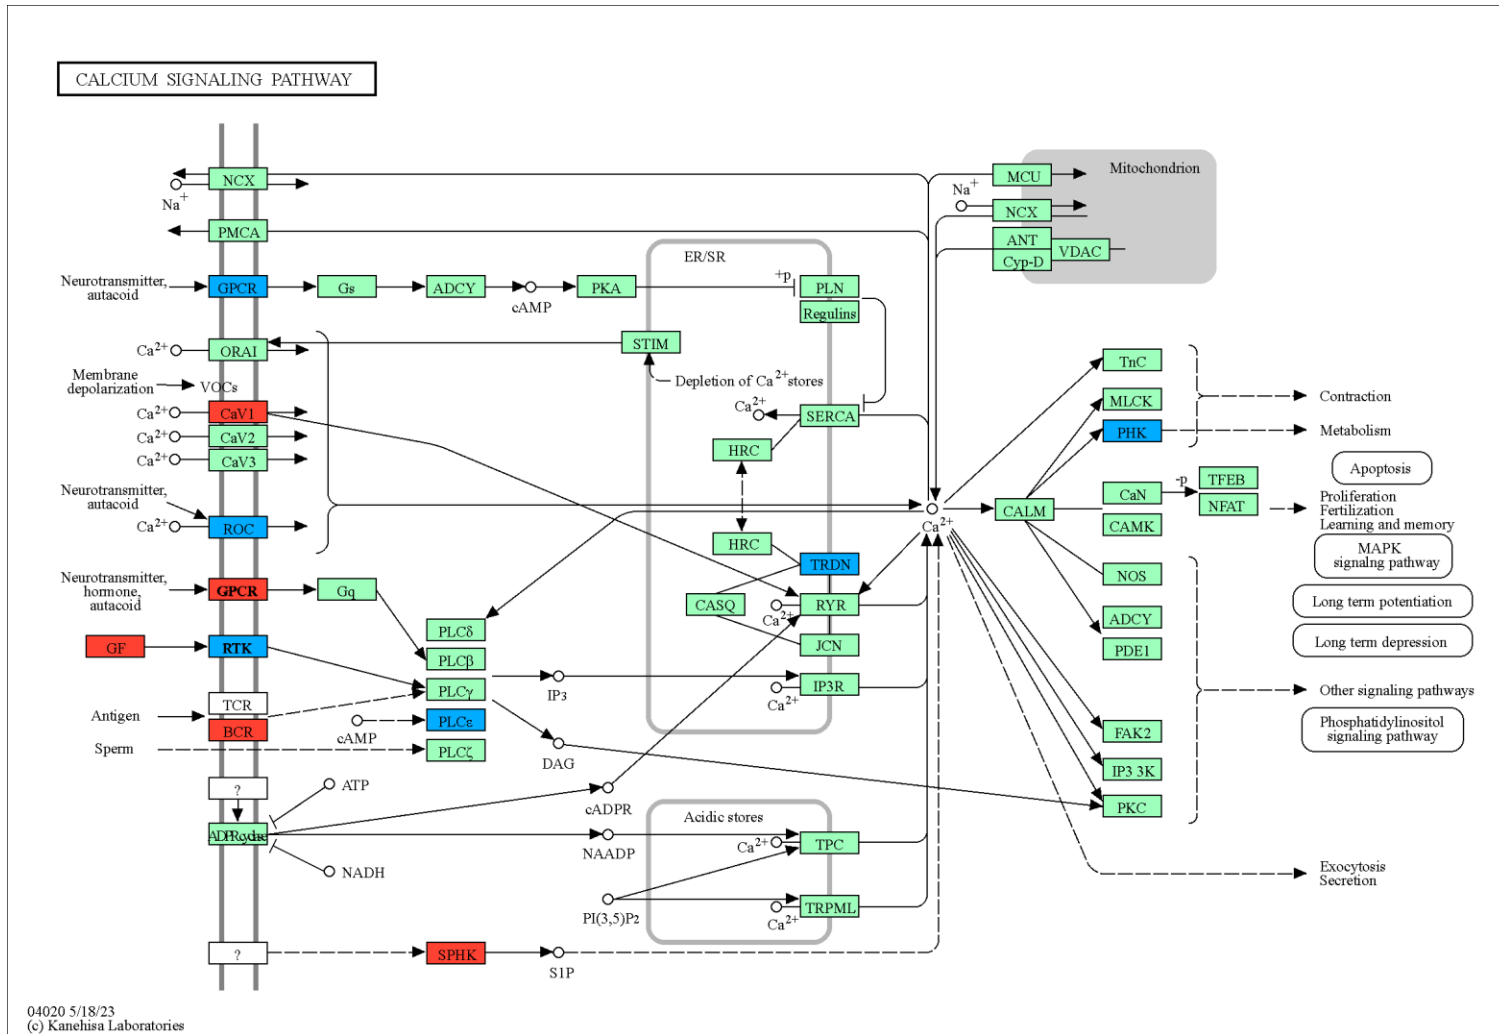 CALCIUM SIGNALING PATHWAY
NCX
Na+
PMCA
Neurotransmitter,
autacoid
GPCR
Gs
ADCY
cAMP
PKA
+p
ER/SR
PLN
Regulins
Ca2+
ORAI
STIM
Depletion of Ca2+ stores
Membrane
depolarization
VOCs
Ca2+
CaV1
Ca2+
CaV2
Ca2+
CaV3
Ca2+
SERCA
HRC
Neurotransmitter,
autacoid
Ca2+
ROC
HRC
TRDN
CASQ
RYR
Ca2+
JCN
Neurotransmitter,
hormone,
autacoid
GPCR
Gq
GF
RTK
PLCδ
PLCβ
PLCγ
PLCε
PLCζ
IP3
IP3R
Ca2+
TCR
Antigen
BCR
cAMP
Sperm
DAG
?
ATP
cADPR
NAADP
NADH
Acidic stores
Ca2+
TPC
PI(3,5)P2
TRPML
Ca2+
?
SPHK
S1P
Mitochondrion
MCU
Na+
NCX
ANT
Cyp-D
VDAC
Ca2+
CALM
TnC
MLCK
PHK
CaN
CAMK
-p
TFEB
NFAT
NOS
ADCY
PDE1
FAK2
IP3 3K
PKC
Contraction
Metabolism
Apoptosis
Proliferation
Fertilization
Learning and memory
MAPK
signaling pathway
Long term potentiation
Long term depression
Other signaling pathways
Phosphatidylinositol
signaling pathway
Exocytosis
Secretion
04020 5/18/23
(c) Kanehisa Laboratories